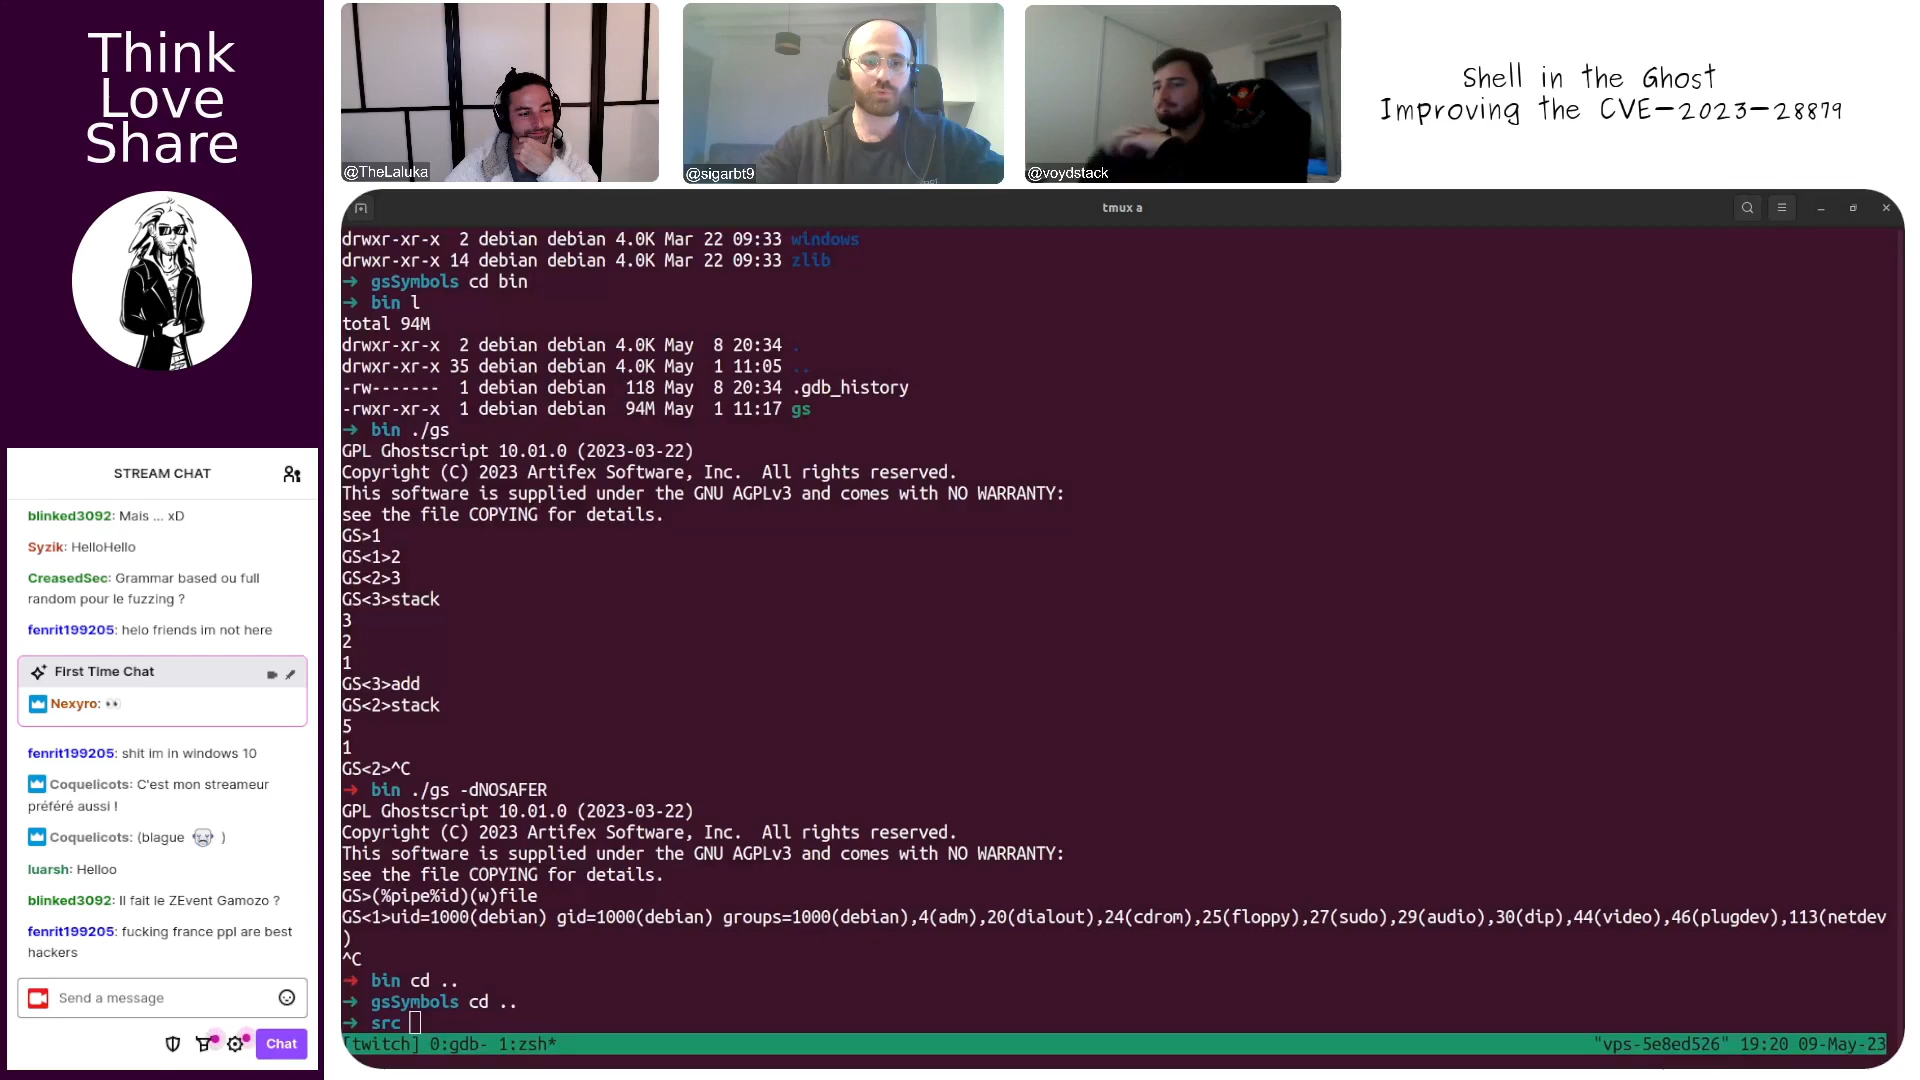 Think
Love
Share
@TheLaluka
@sigarbt9
@voydstack
Shell in the Ghost
Improving the CVE-2023-28879
STREAM CHAT
blinked3092: Mais ... xD
Syzik: HelloHello
CreasedSec: Grammar based ou full
random pour le fuzzing ?
fenrit199205: helo friends im not here
First Time Chat
Nexyro:
fenrit199205: shit im in windows 10
Coquelicots: C'est mon streameur
préféré aussi !
Coquelicots: (blague )
luarsh: Helloo
blinked3092: Il fait le ZEvent Gamozo ?
fenrit199205: fucking france ppl are best
hackers
Send a message
Chat
tmux a
drwxr-xr-x  2 debian debian 4.0K Mar 22 09:33 windows
drwxr-xr-x 14 debian debian 4.0K Mar 22 09:33 zlib
→ gsSymbols cd bin
→ bin l
total 94M
drwxr-xr-x  2 debian debian 4.0K May  8 20:34 .
drwxr-xr-x 35 debian debian 4.0K May  1 11:05 ..
-rw-------  1 debian debian  118 May  8 20:34 .gdb_history
-rwxr-xr-x  1 debian debian  94M May  1 11:17 gs
→ bin ./gs
GPL Ghostscript 10.01.0 (2023-03-22)
Copyright (C) 2023 Artifex Software, Inc.  All rights reserved.
This software is supplied under the GNU AGPLv3 and comes with NO WARRANTY:
see the file COPYING for details.
GS>1
GS<1>2
GS<2>3
GS<3>stack
3
2
1
GS<3>add
GS<2>stack
5
1
GS<2>^C
→ bin ./gs -dNOSAFER
GPL Ghostscript 10.01.0 (2023-03-22)
Copyright (C) 2023 Artifex Software, Inc.  All rights reserved.
This software is supplied under the GNU AGPLv3 and comes with NO WARRANTY:
see the file COPYING for details.
GS>(%pipe%id)(w)file
GS<1>uid=1000(debian) gid=1000(debian) groups=1000(debian),4(adm),20(dialout),24(cdrom),25(floppy),27(sudo),29(audio),30(dip),44(video),46(plugdev),113(netdev
)
^C
→ bin cd ..
→ gsSymbols cd ..
→ src
[twitch] 0:gdb- 1:zsh* "vps-5e8ed526" 19:20 09-May-23